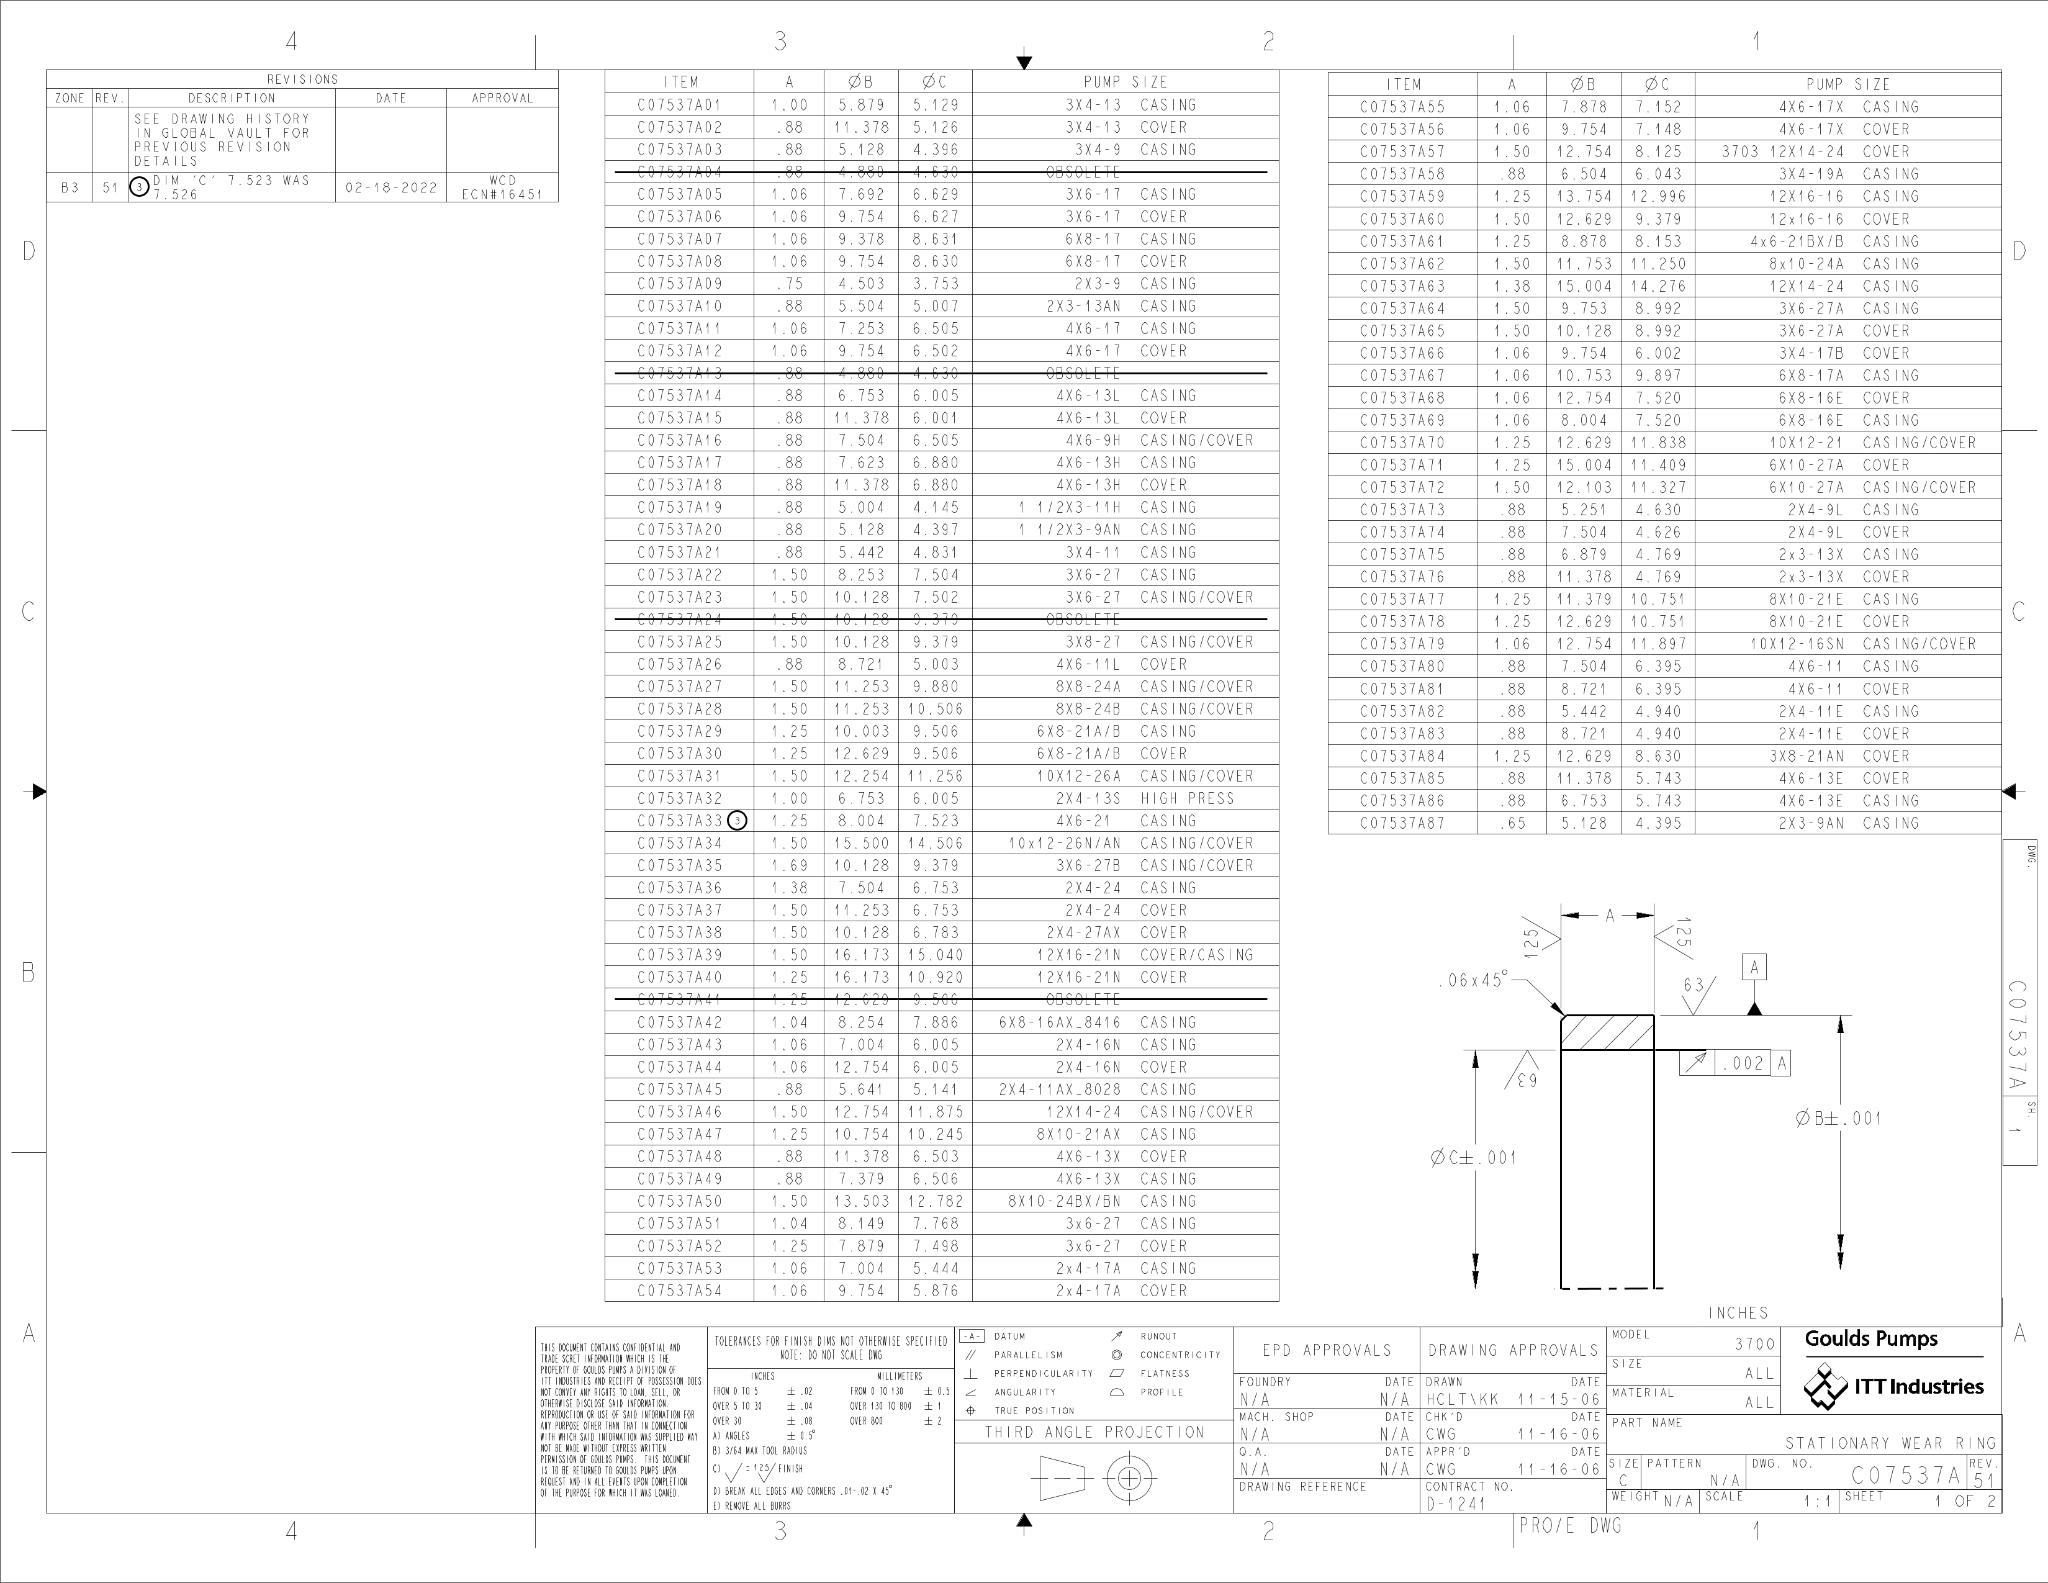 4 3 2 1
REVISIONS
ZONE REV. DESCRIPTION DATE APPROVAL
SEE DRAWING HISTORY
IN GLOBAL VAULT FOR
PREVIOUS REVISION
DETAILS
B3 51 3 DIM 'C' 7.523 WAS 7.526 02-18-2022 WCD ECN#16451
ITEM A ØB ØC PUMP SIZE
C07537A01 1.00 5.879 5.129 3X4-13 CASING
C07537A02 .88 11.378 5.126 3X4-13 COVER
C07537A03 .88 5.128 4.396 3X4-9 CASING
C07537A04 .88 4.880 4.630 OBSOLETE
C07537A05 1.06 7.692 6.629 3X6-17 CASING
C07537A06 1.06 9.754 6.627 3X6-17 COVER
C07537A07 1.06 9.378 8.631 6X8-17 CASING
C07537A08 1.06 9.754 8.630 6X8-17 COVER
C07537A09 .75 4.503 3.753 2X3-9 CASING
C07537A10 .88 5.504 5.007 2X3-13AN CASING
C07537A11 1.06 7.253 6.505 4X6-17 CASING
C07537A12 1.06 9.754 6.502 4X6-17 COVER
C07537A13 .88 4.880 4.630 OBSOLETE
C07537A14 .88 6.753 6.005 4X6-13L CASING
C07537A15 .88 11.378 6.001 4X6-13L COVER
C07537A16 .88 7.504 6.505 4X6-9H CASING/COVER
C07537A17 .88 7.623 6.880 4X6-13H CASING
C07537A18 .88 11.378 6.880 4X6-13H COVER
C07537A19 .88 5.004 4.145 1 1/2X3-11H CASING
C07537A20 .88 5.128 4.397 1 1/2X3-9AN CASING
C07537A21 .88 5.442 4.831 3X4-11 CASING
C07537A22 1.50 8.253 7.504 3X6-27 CASING
C07537A23 1.50 10.128 7.502 3X6-27 CASING/COVER
C07537A24 1.50 10.128 9.379 OBSOLETE
C07537A25 1.50 10.128 9.379 3X8-27 CASING/COVER
C07537A26 .88 8.721 5.003 4X6-11L COVER
C07537A27 1.50 11.253 9.880 8X8-24A CASING/COVER
C07537A28 1.50 11.253 10.506 8X8-24B CASING/COVER
C07537A29 1.25 10.003 9.506 6X8-21A/B CASING
C07537A30 1.25 12.629 9.506 6X8-21A/B COVER
C07537A31 1.50 12.254 11.256 10X12-26A CASING/COVER
C07537A32 1.00 6.753 6.005 2X4-13S HIGH PRESS
C07537A33 3 1.25 8.004 7.523 4X6-21 CASING
C07537A34 1.50 15.500 14.506 10x12-26N/AN CASING/COVER
C07537A35 1.69 10.128 9.379 3X6-27B CASING/COVER
C07537A36 1.38 7.504 6.753 2X4-24 CASING
C07537A37 1.50 11.253 6.753 2X4-24 COVER
C07537A38 1.50 10.128 6.783 2X4-27AX COVER
C07537A39 1.50 16.173 15.040 12X16-21N COVER/CASING
C07537A40 1.25 16.173 10.920 12X16-21N COVER
C07537A41 1.25 12.629 9.506 OBSOLETE
C07537A42 1.04 8.254 7.886 6X8-16AX_8416 CASING
C07537A43 1.06 7.004 6.005 2X4-16N CASING
C07537A44 1.06 12.754 6.005 2X4-16N COVER
C07537A45 .88 5.641 5.141 2X4-11AX_8028 CASING
C07537A46 1.50 12.754 11.875 12X14-24 CASING/COVER
C07537A47 1.25 10.754 10.245 8X10-21AX CASING
C07537A48 .88 11.378 6.503 4X6-13X COVER
C07537A49 .88 7.379 6.506 4X6-13X CASING
C07537A50 1.50 13.503 12.782 8X10-24BX/BN CASING
C07537A51 1.04 8.149 7.768 3x6-27 CASING
C07537A52 1.25 7.879 7.498 3x6-27 COVER
C07537A53 1.06 7.004 5.444 2x4-17A CASING
C07537A54 1.06 9.754 5.876 2x4-17A COVER
ITEM A ØB ØC PUMP SIZE
C07537A55 1.06 7.878 7.152 4X6-17X CASING
C07537A56 1.06 9.754 7.148 4X6-17X COVER
C07537A57 1.50 12.754 8.125 3703 12X14-24 COVER
C07537A58 .88 6.504 6.043 3X4-19A CASING
C07537A59 1.25 13.754 12.996 12X16-16 CASING
C07537A60 1.50 12.629 9.379 12x16-16 COVER
C07537A61 1.25 8.878 8.153 4x6-21BX/B CASING
C07537A62 1.50 11.753 11.250 8x10-24A CASING
C07537A63 1.38 15.004 14.276 12X14-24 CASING
C07537A64 1.50 9.753 8.992 3X6-27A CASING
C07537A65 1.50 10.128 8.992 3X6-27A COVER
C07537A66 1.06 9.754 6.002 3X4-17B COVER
C07537A67 1.06 10.753 9.897 6X8-17A CASING
C07537A68 1.06 12.754 7.520 6X8-16E COVER
C07537A69 1.06 8.004 7.520 6X8-16E CASING
C07537A70 1.25 12.629 11.838 10X12-21 CASING/COVER
C07537A71 1.25 15.004 11.409 6X10-27A COVER
C07537A72 1.50 12.103 11.327 6X10-27A CASING/COVER
C07537A73 .88 5.251 4.630 2X4-9L CASING
C07537A74 .88 7.504 4.626 2X4-9L COVER
C07537A75 .88 6.879 4.769 2x3-13X CASING
C07537A76 .88 11.378 4.769 2x3-13X COVER
C07537A77 1.25 11.379 10.751 8X10-21E CASING
C07537A78 1.25 12.629 10.751 8X10-21E COVER
C07537A79 1.06 12.754 11.897 10X12-16SN CASING/COVER
C07537A80 .88 7.504 6.395 4X6-11 CASING
C07537A81 .88 8.721 6.395 4X6-11 COVER
C07537A82 .88 5.442 4.940 2X4-11E CASING
C07537A83 .88 8.721 4.940 2X4-11E COVER
C07537A84 1.25 12.629 8.630 3X8-21AN COVER
C07537A85 .88 11.378 5.743 4X6-13E COVER
C07537A86 .88 6.753 5.743 4X6-13E CASING
C07537A87 .65 5.128 4.395 2X3-9AN CASING
D D
C C
B B
A A
DWG. C07537A SH. 1
A
125 125
.06x45°
63
A
63
.002 A
ØB±.001
ØC±.001
INCHES
THIS DOCUMENT CONTAINS CONFIDENTIAL AND
TRADE SCRET INFORMATION WHICH IS THE
PROPERTY OF GOULDS PUMPS A DIVISION OF
ITT INDUSTRIES AND RECEIPT OF POSSESSION DOES
NOT CONVEY ANY RIGHTS TO LOAN, SELL, OR
OTHERWISE DISCLOSE SAID INFORMATION.
REPRODUCTION OR USE OF SAID INFORMATION FOR
ANY PURPOSE OTHER THAN THAT IN CONNECTION
WITH WHICH SAID INFORMATION WAS SUPPLIED MAY
NOT BE MADE WITHOUT EXPRESS WRITTEN
PERMISSION OF GOULDS PUMPS. THIS DOCUMENT
IS TO BE RETURNED TO GOULDS PUMPS UPON
REQUEST AND IN ALL EVENTS UPON COMPLETION
OF THE PURPOSE FOR WHICH IT WAS LOANED.
TOLERANCES FOR FINISH DIMS NOT OTHERWISE SPECIFIED
NOTE: DO NOT SCALE DWG
INCHES MILLIMETERS
FROM 0 TO 5 ± .02 FROM 0 TO 130 ± 0.5
OVER 5 TO 30 ± .04 OVER 130 TO 800 ± 1
OVER 30 ± .08 OVER 800 ± 2
A) ANGLES ± 0.5°
B) 3/64 MAX TOOL RADIUS
C) = 125 FINISH
D) BREAK ALL EDGES AND CORNERS .01-.02 X 45°
E) REMOVE ALL BURRS
-A- DATUM RUNOUT
PARALLELISM CONCENTRICITY
PERPENDICULARITY FLATNESS
ANGULARITY PROFILE
TRUE POSITION
THIRD ANGLE PROJECTION
EPD APPROVALS DRAWING APPROVALS
FOUNDRY DATE DRAWN DATE
N/A N/A HCLT\KK 11-15-06
MACH. SHOP DATE CHK'D DATE
N/A N/A CWG 11-16-06
Q.A. DATE APPR'D DATE
N/A N/A CWG 11-16-06
DRAWING REFERENCE CONTRACT NO.
D-1241
MODEL 3700
SIZE ALL
MATERIAL ALL
Goulds Pumps
ITT Industries
PART NAME
STATIONARY WEAR RING
SIZE C PATTERN N/A DWG. NO. C07537A REV. 51
WEIGHT N/A SCALE 1:1 SHEET 1 OF 2
4 3 2 PRO/E DWG 1